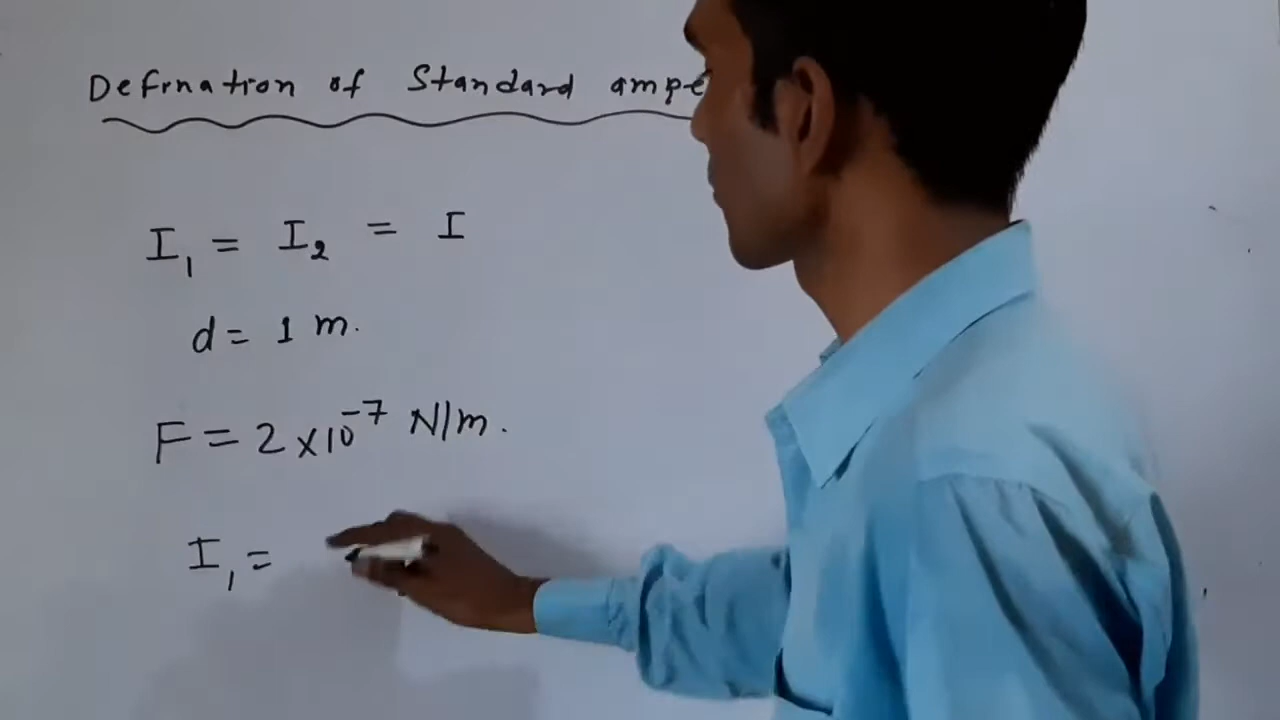 Defination of Standard ampe
I₁ = I₂ = I
d = 1 m.
F = 2 × 10⁻⁷ N/m.
I₁ =